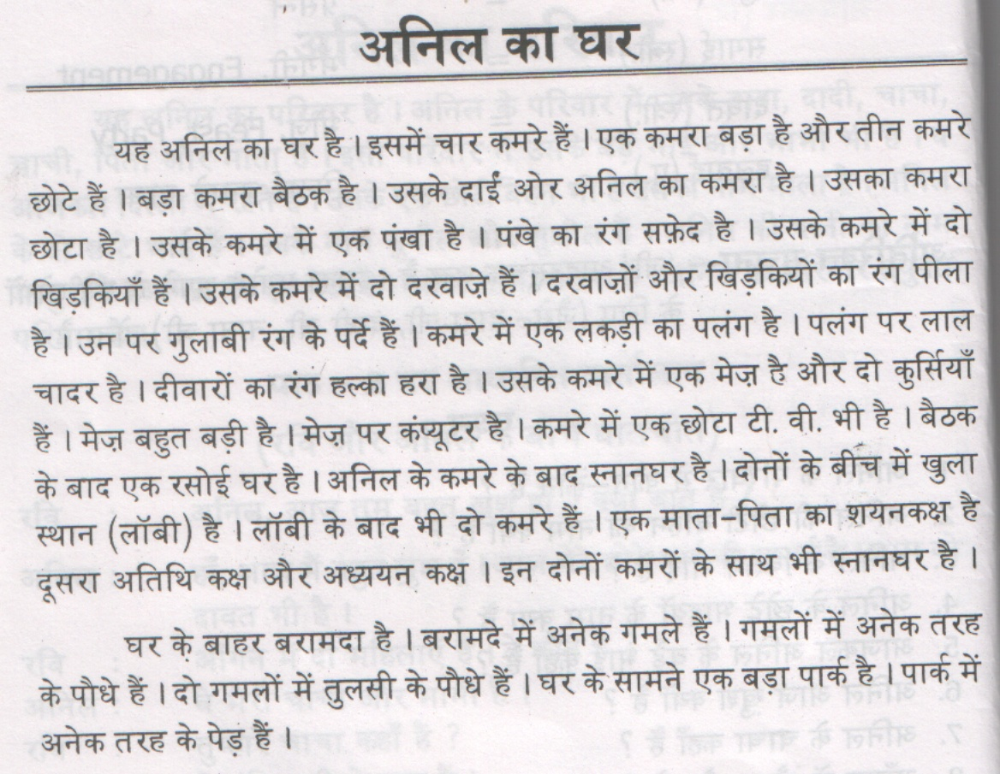 अनिल का घर
यह अनिल का घर है । इसमें चार कमरे हैं । एक कमरा बड़ा है और तीन कमरे
छोटे हैं । बड़ा कमरा बैठक है । उसके दाईं ओर अनिल का कमरा है । उसका कमरा
छोटा है । उसके कमरे में एक पंखा है । पंखे का रंग सफ़ेद है । उसके कमरे में दो
खिड़कियाँ हैं । उसके कमरे में दो दरवाज़े हैं । दरवाज़ों और खिड़कियों का रंग पीला
है । उन पर गुलाबी रंग के पर्दे हैं । कमरे में एक लकड़ी का पलंग है । पलंग पर लाल
चादर है । दीवारों का रंग हल्का हरा है । उसके कमरे में एक मेज़ है और दो कुर्सियाँ
हैं । मेज़ बहुत बड़ी है । मेज़ पर कंप्यूटर है । कमरे में एक छोटा टी. वी. भी है । बैठक
के बाद एक रसोई घर है । अनिल के कमरे के बाद स्नानघर है । दोनों के बीच में खुला
स्थान (लॉबी) है । लॉबी के बाद भी दो कमरे हैं । एक माता-पिता का शयनकक्ष है
दूसरा अतिथि कक्ष और अध्ययन कक्ष । इन दोनों कमरों के साथ भी स्नानघर है ।
घर के बाहर बरामदा है । बरामदे में अनेक गमले हैं । गमलों में अनेक तरह
के पौधे हैं । दो गमलों में तुलसी के पौधे हैं । घर के सामने एक बड़ा पार्क है । पार्क में
अनेक तरह के पेड़ हैं ।